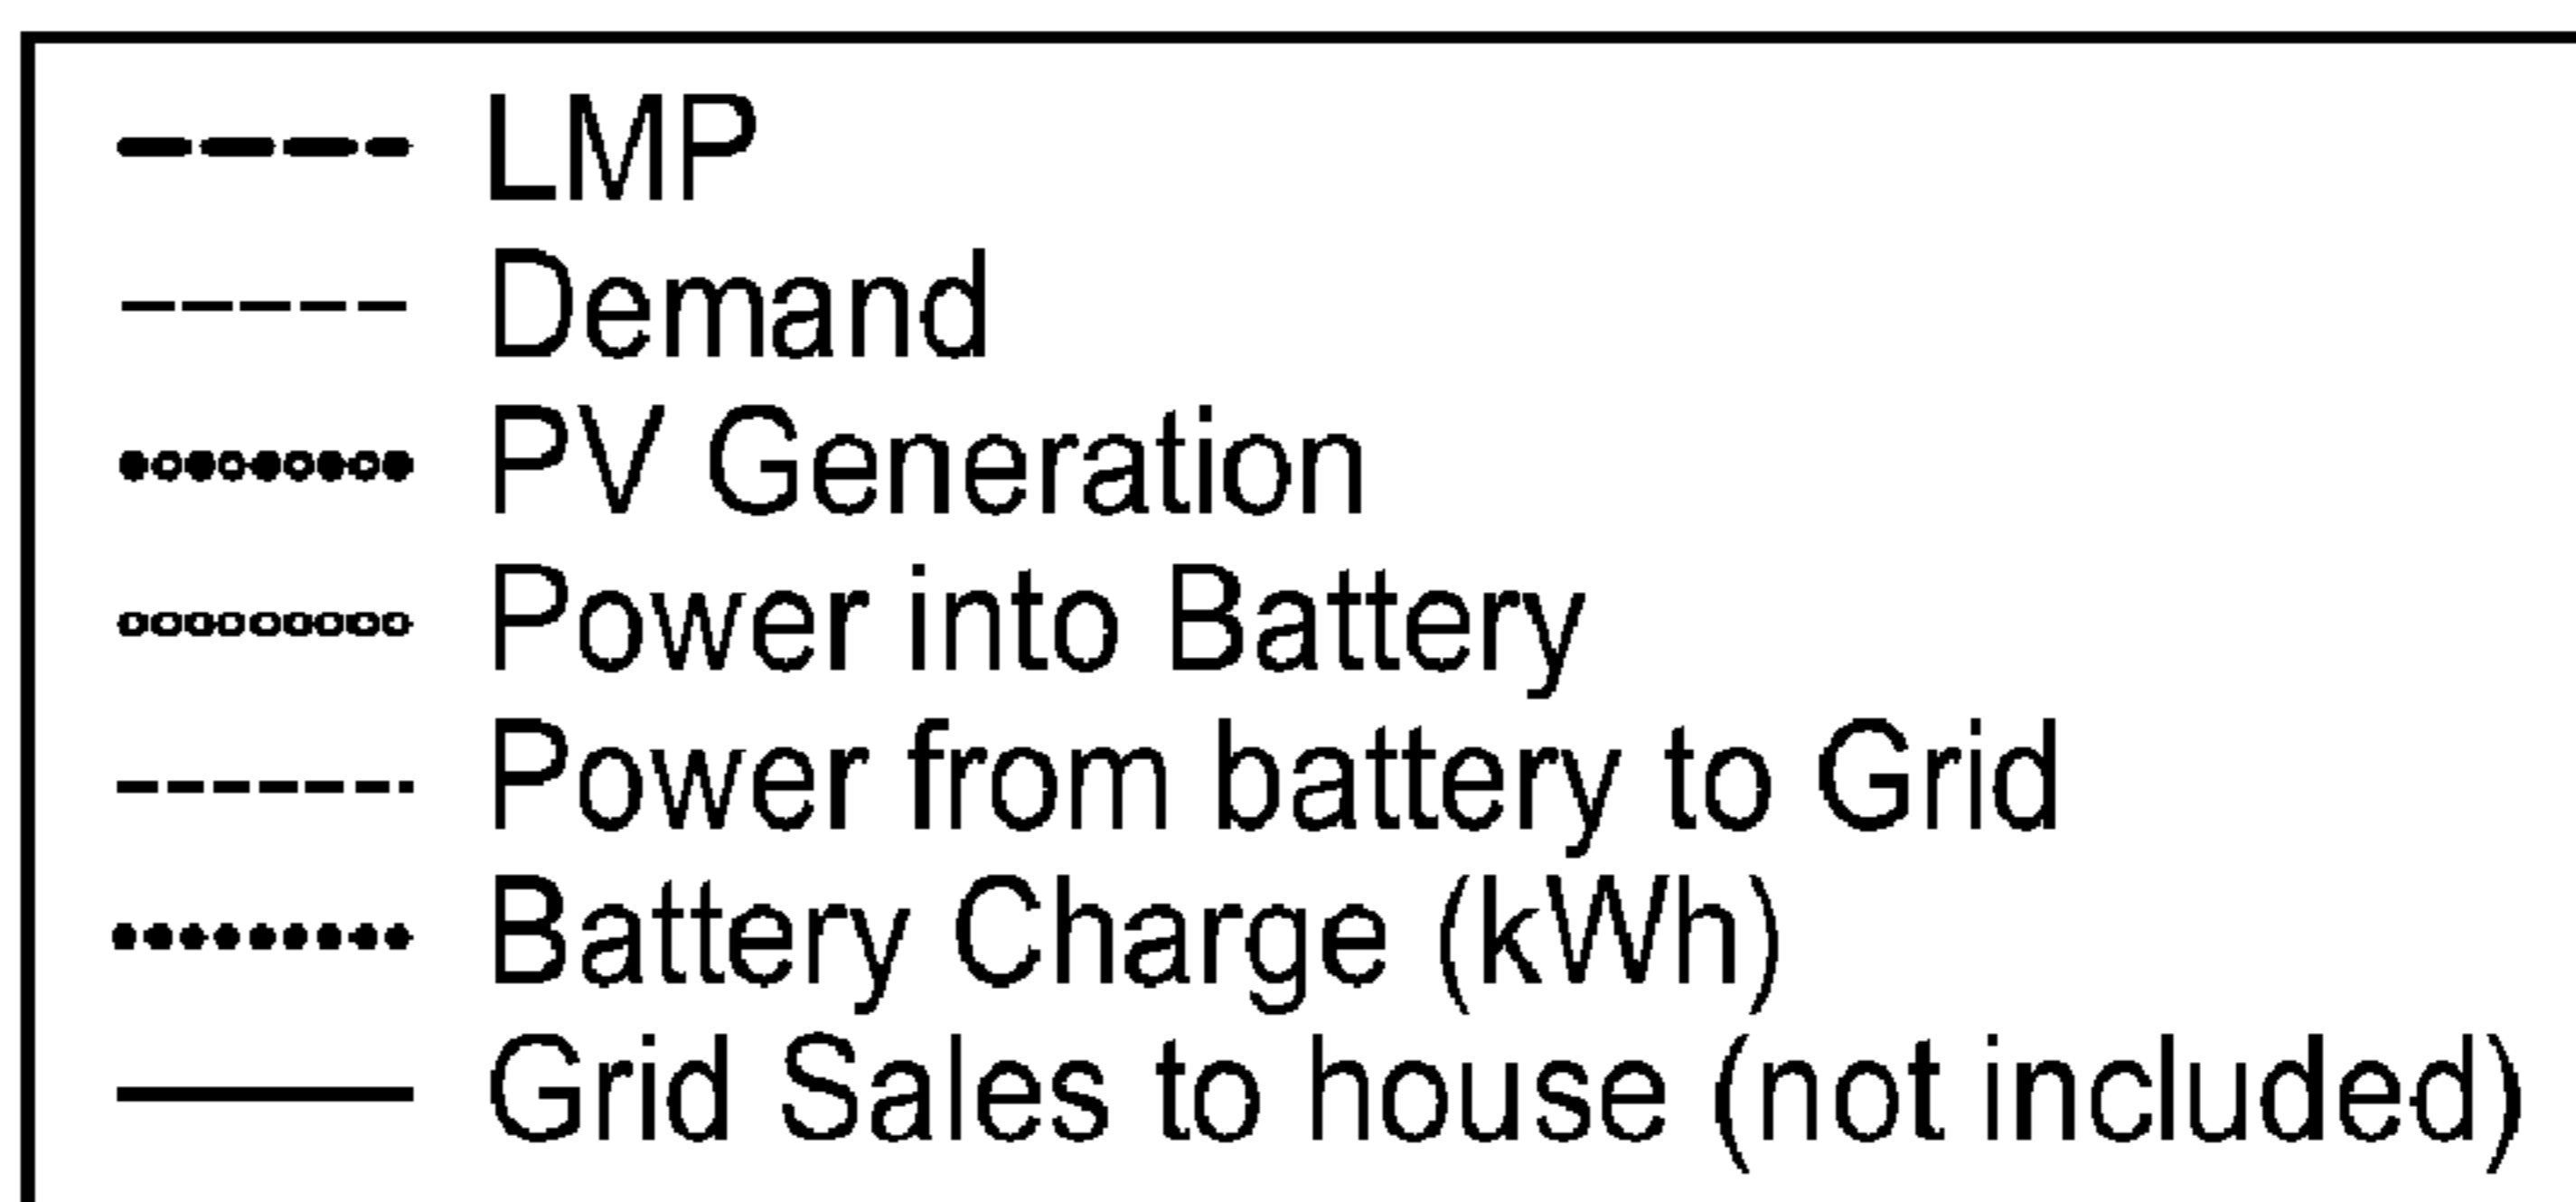 LMP
Demand
PV Generation
Power into Battery
Power from battery to Grid
Battery Charge (kWh)
Grid Sales to house (not included)